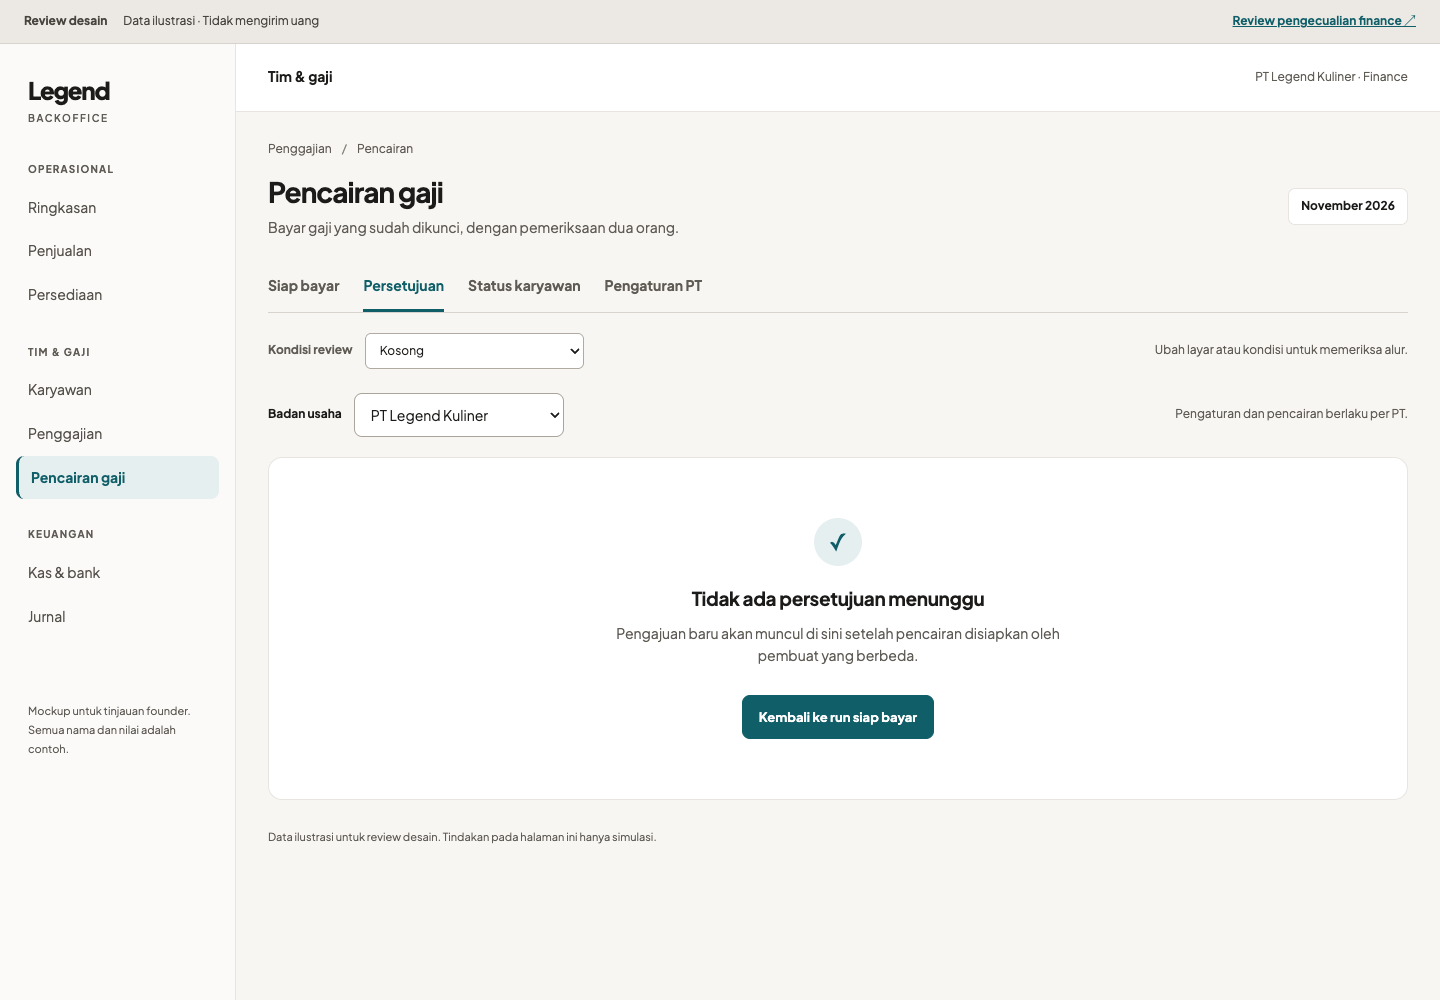 Review desain Data ilustrasi · Tidak mengirim uang Review pengecualian finance ↗
Legend
BACKOFFICE
OPERASIONAL
Ringkasan
Penjualan
Persediaan
TIM & GAJI
Karyawan
Penggajian
Pencairan gaji
KEUANGAN
Kas & bank
Jurnal
Mockup untuk tinjauan founder.
Semua nama dan nilai adalah
contoh.
Tim & gaji PT Legend Kuliner · Finance
Penggajian / Pencairan
Pencairan gaji
Bayar gaji yang sudah dikunci, dengan pemeriksaan dua orang.
November 2026
Siap bayar Persetujuan Status karyawan Pengaturan PT
Kondisi review Kosong Ubah layar atau kondisi untuk memeriksa alur.
Badan usaha PT Legend Kuliner Pengaturan dan pencairan berlaku per PT.
✓
Tidak ada persetujuan menunggu
Pengajuan baru akan muncul di sini setelah pencairan disiapkan oleh
pembuat yang berbeda.
Kembali ke run siap bayar
Data ilustrasi untuk review desain. Tindakan pada halaman ini hanya simulasi.